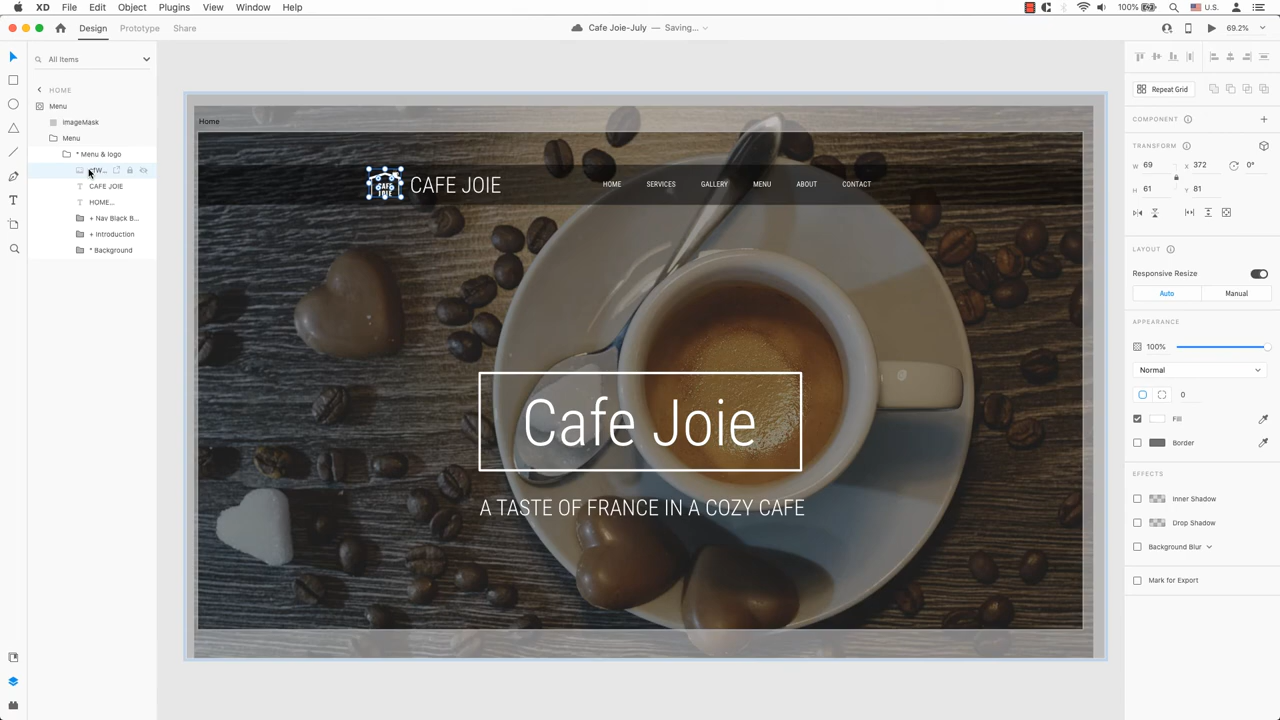 XD File Edit Object Plugins View Window Help 100% U.S.
Design Prototype Share Cafe Joie-July — Saving... 69.2%
All Items
HOME
Menu
imageMask
Menu
* Menu & logo
CAFE JOIE
HOME...
+ Nav Black B...
+ Introduction
* Background
Home
CAFE JOIE CAFE JOIE HOME SERVICES GALLERY MENU ABOUT CONTACT
Cafe Joie
A TASTE OF FRANCE IN A COZY CAFE
Repeat Grid
COMPONENT
TRANSFORM
W 69 X 372 0°
H 61 Y 81
LAYOUT
Responsive Resize
Auto Manual
APPEARANCE
100%
Normal
0
Fill
Border
EFFECTS
Inner Shadow
Drop Shadow
Background Blur
Mark for Export